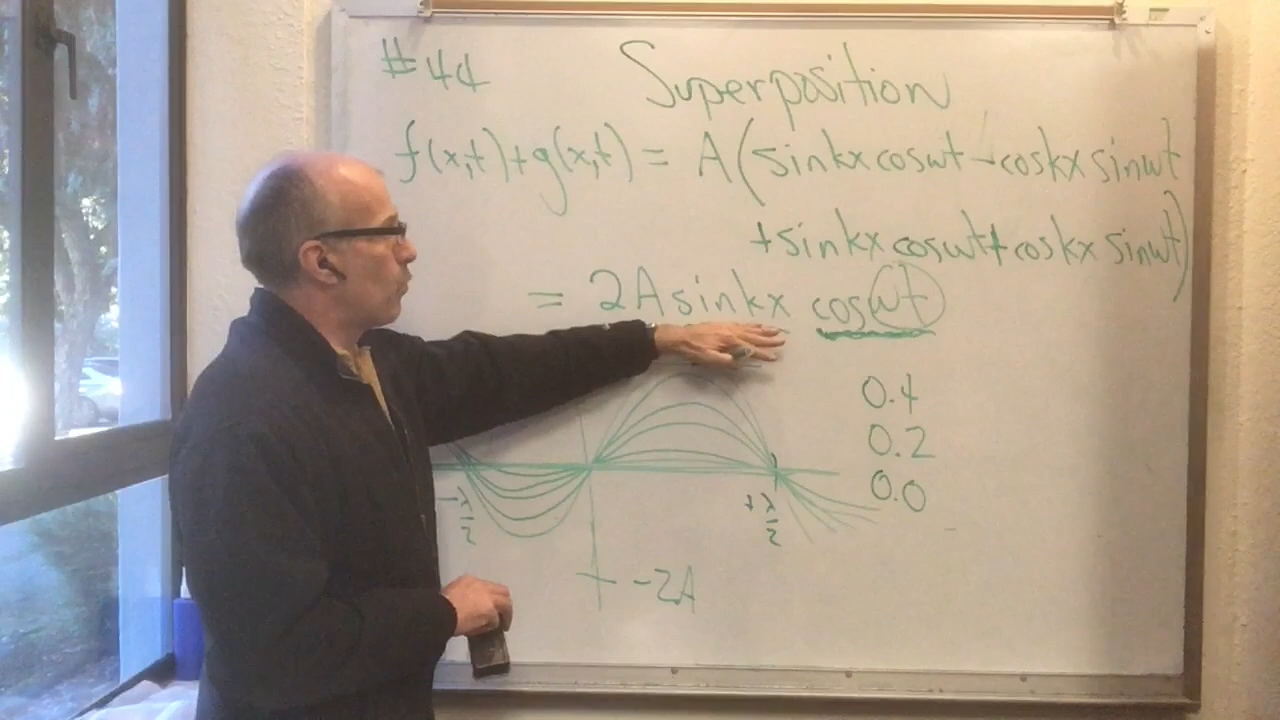 #44 Superposition
f(x,t)+g(x,t) = A(sinkx coswt - coskx sinwt
+sinkx coswt + coskx sinwt)
= 2A sinkx coswt
0.4
0.2
0.0
-λ/2
+λ/2
-2A